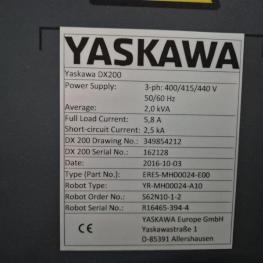 YASKAWA
Yaskawa DX200
Power Supply: 3-ph: 400/415/440 V
50/60 Hz
Average: 2,0 kVA
Full Load Current: 5,8 A
Short-circuit Current: 2,5 kA
DX 200 Drawing No.: 349854212
DX 200 Serial No.: 162128
Date: 2016-10-03
Type (Part No.): ERE5-MH00024-E00
Robot Type: YR-MH00024-A10
Robot Order No.: S62N10-1-2
Robot Serial No.: R16465-394-4
CE
YASKAWA Europe GmbH
Yaskawastraße 1
D-85391 Allershausen